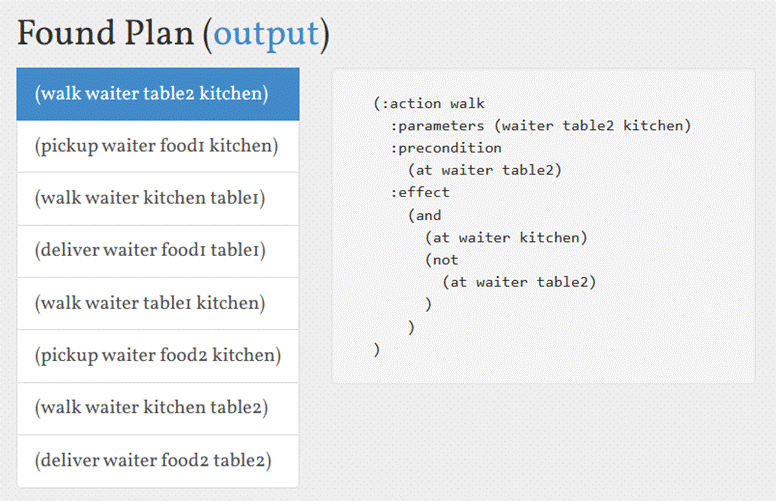 Found Plan (output)
(walk waiter table2 kitchen)
(pickup waiter food1 kitchen)
(walk waiter kitchen table1)
(deliver waiter food1 table1)
(walk waiter table1 kitchen)
(pickup waiter food2 kitchen)
(walk waiter kitchen table2)
(deliver waiter food2 table2)
(:action walk
  :parameters (waiter table2 kitchen)
  :precondition
    (at waiter table2)
  :effect
    (and
      (at waiter kitchen)
      (not
        (at waiter table2)
      )
    )
)